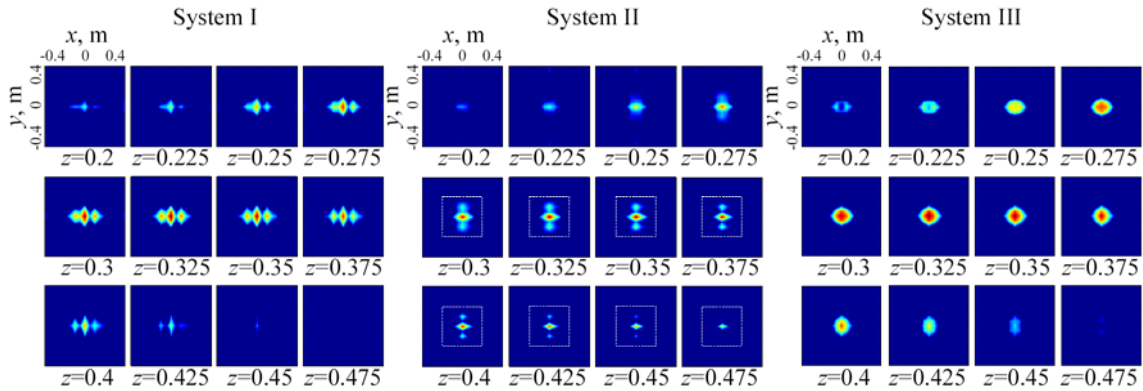 System I System II System III
x, m x, m x, m
-0.4 0 0.4 -0.4 0 0.4 -0.4 0 0.4
y, m y, m y, m
0.4 0.4 0.4
0 0 0
-0.4 -0.4 -0.4
z=0.2 z=0.225 z=0.25 z=0.275 z=0.2 z=0.225 z=0.25 z=0.275 z=0.2 z=0.225 z=0.25 z=0.275
z=0.3 z=0.325 z=0.35 z=0.375 z=0.3 z=0.325 z=0.35 z=0.375 z=0.3 z=0.325 z=0.35 z=0.375
z=0.4 z=0.425 z=0.45 z=0.475 z=0.4 z=0.425 z=0.45 z=0.475 z=0.4 z=0.425 z=0.45 z=0.475